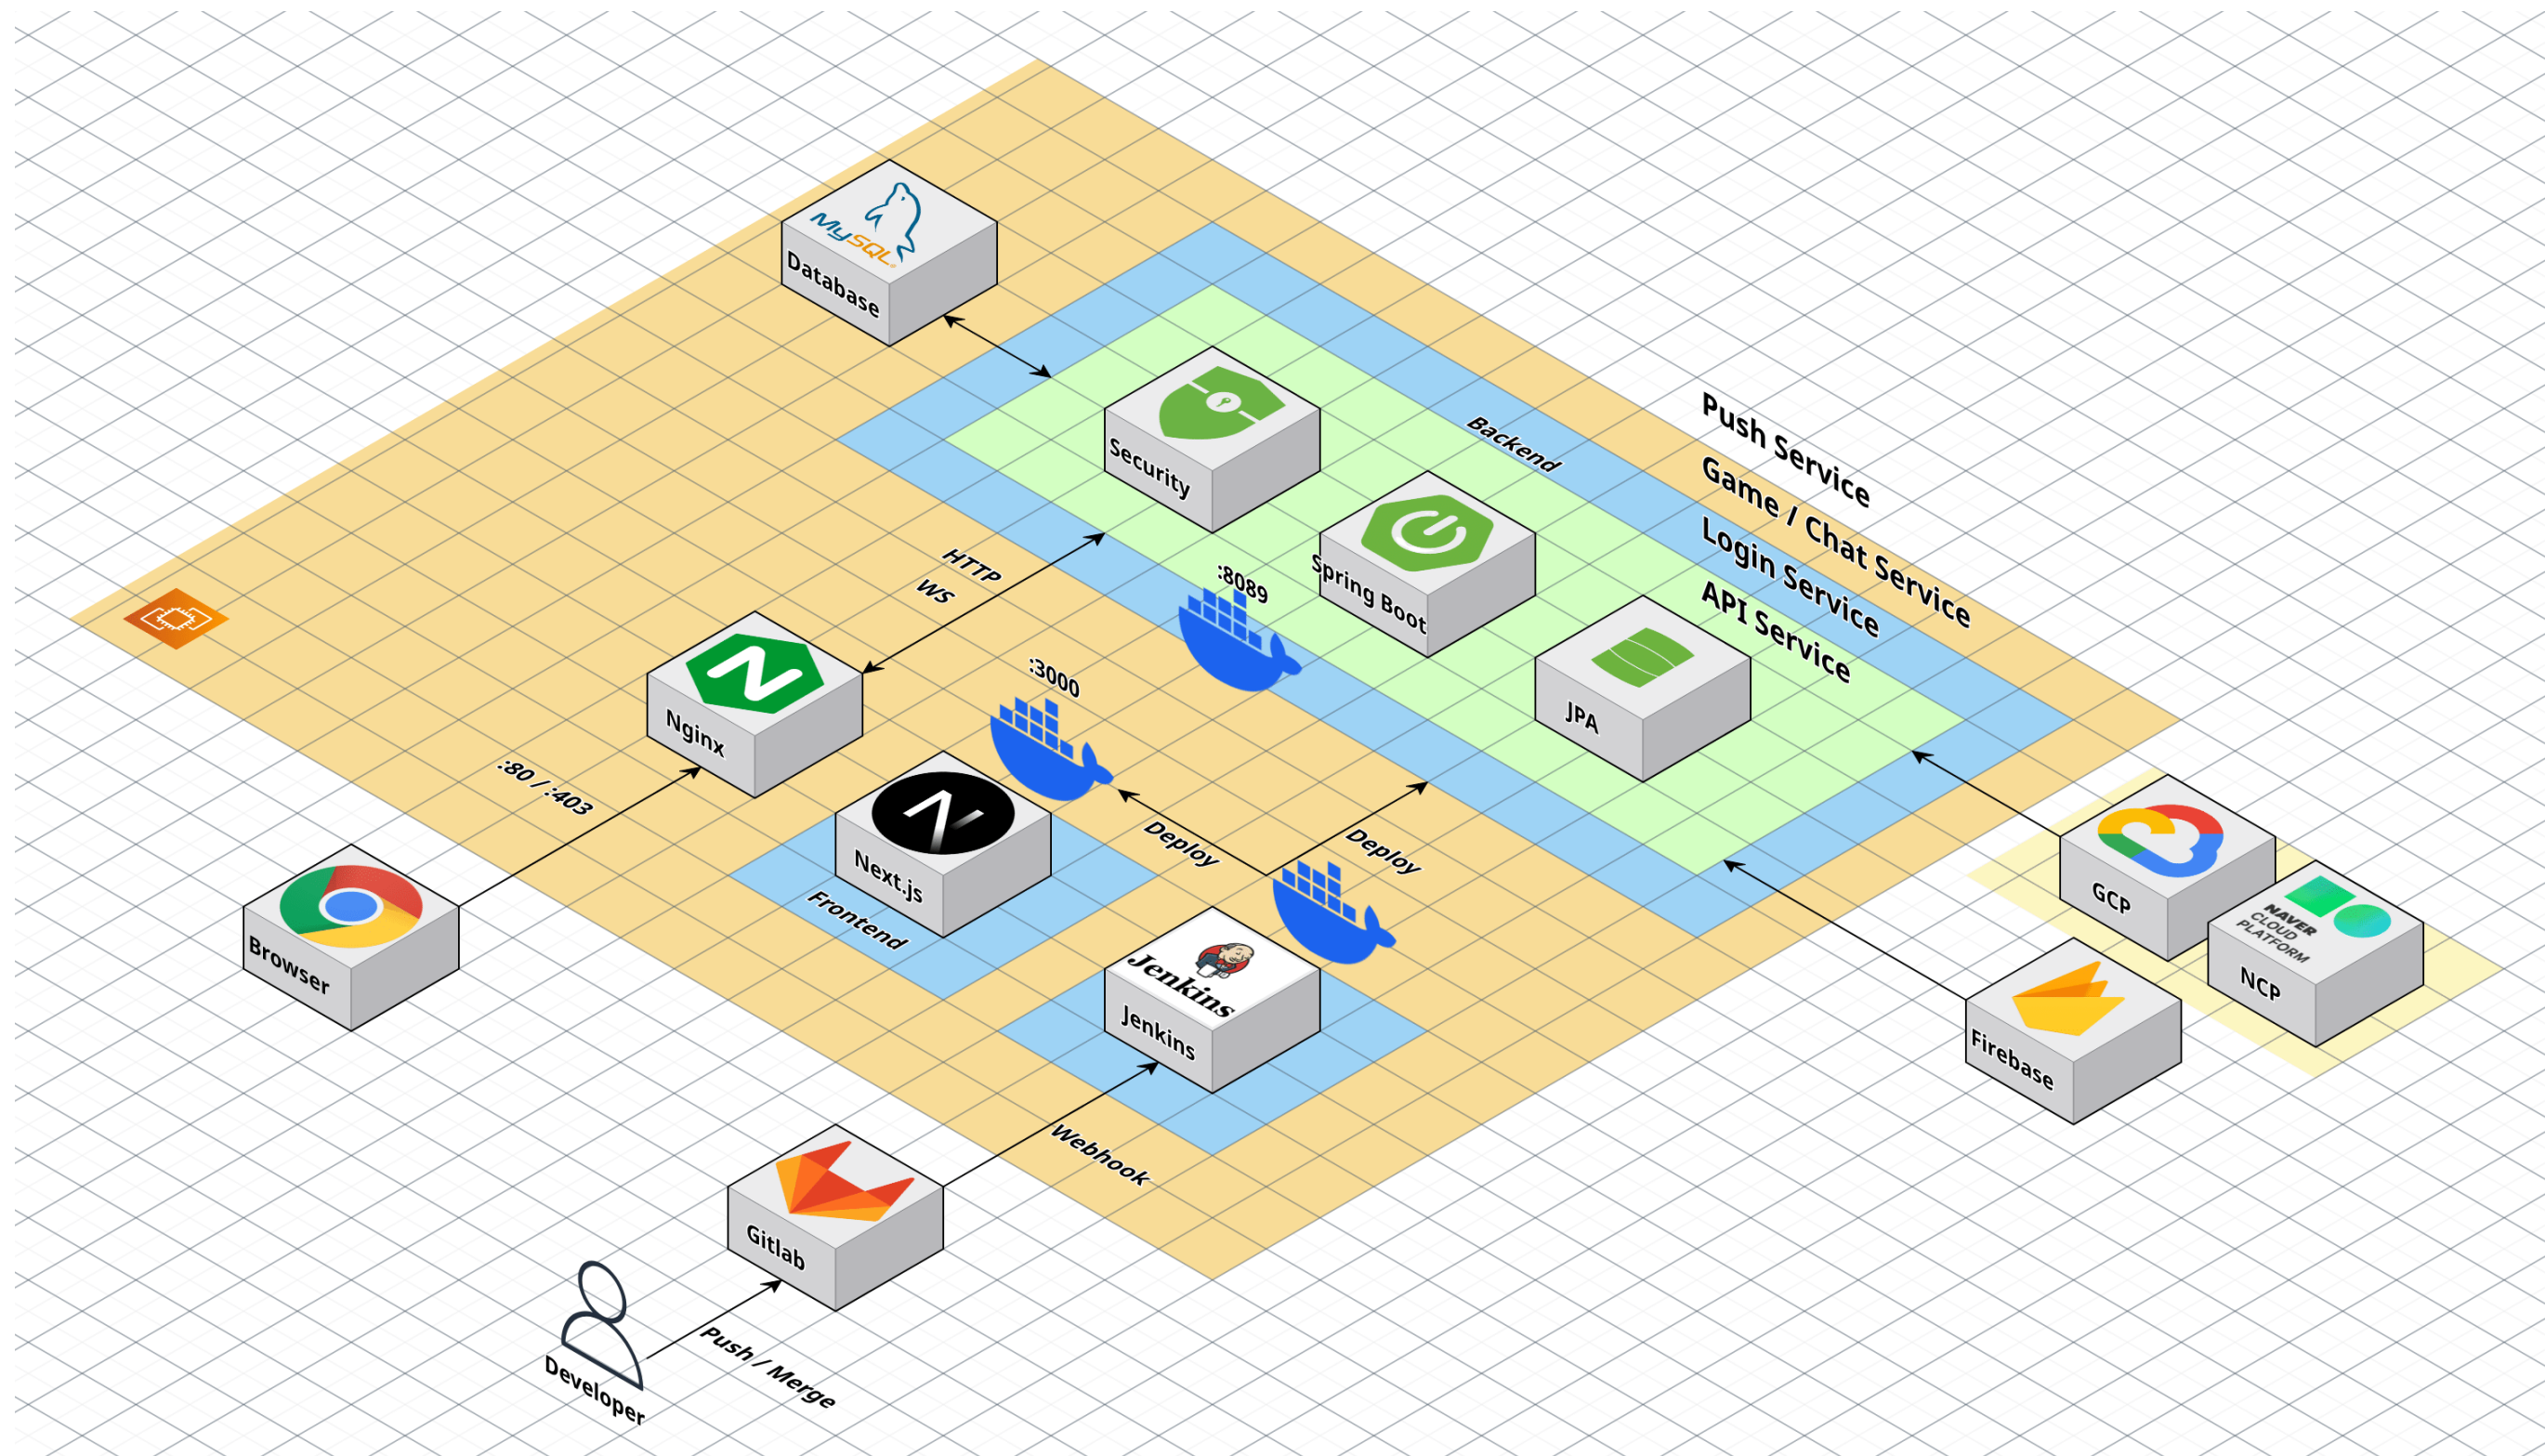 MySQL
Database
Security
Backend
Push Service
Game / Chat Service
Login Service
API Service
Spring Boot
:8089
HTTP
WS
JPA
:3000
Nginx
:80 / :403
Next.js
Frontend
Deploy
Deploy
Browser
GCP
NAVER
CLOUD
PLATFORM
NCP
Firebase
Jenkins
Jenkins
Webhook
Gitlab
Push / Merge
Developer